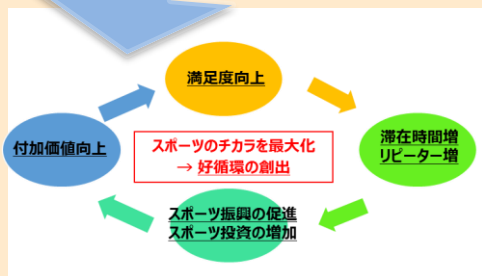 満足度向上
付加価値向上
スポーツのチカラを最大化
→ 好循環の創出
滞在時間増
リピーター増
スポーツ振興の促進
スポーツ投資の増加